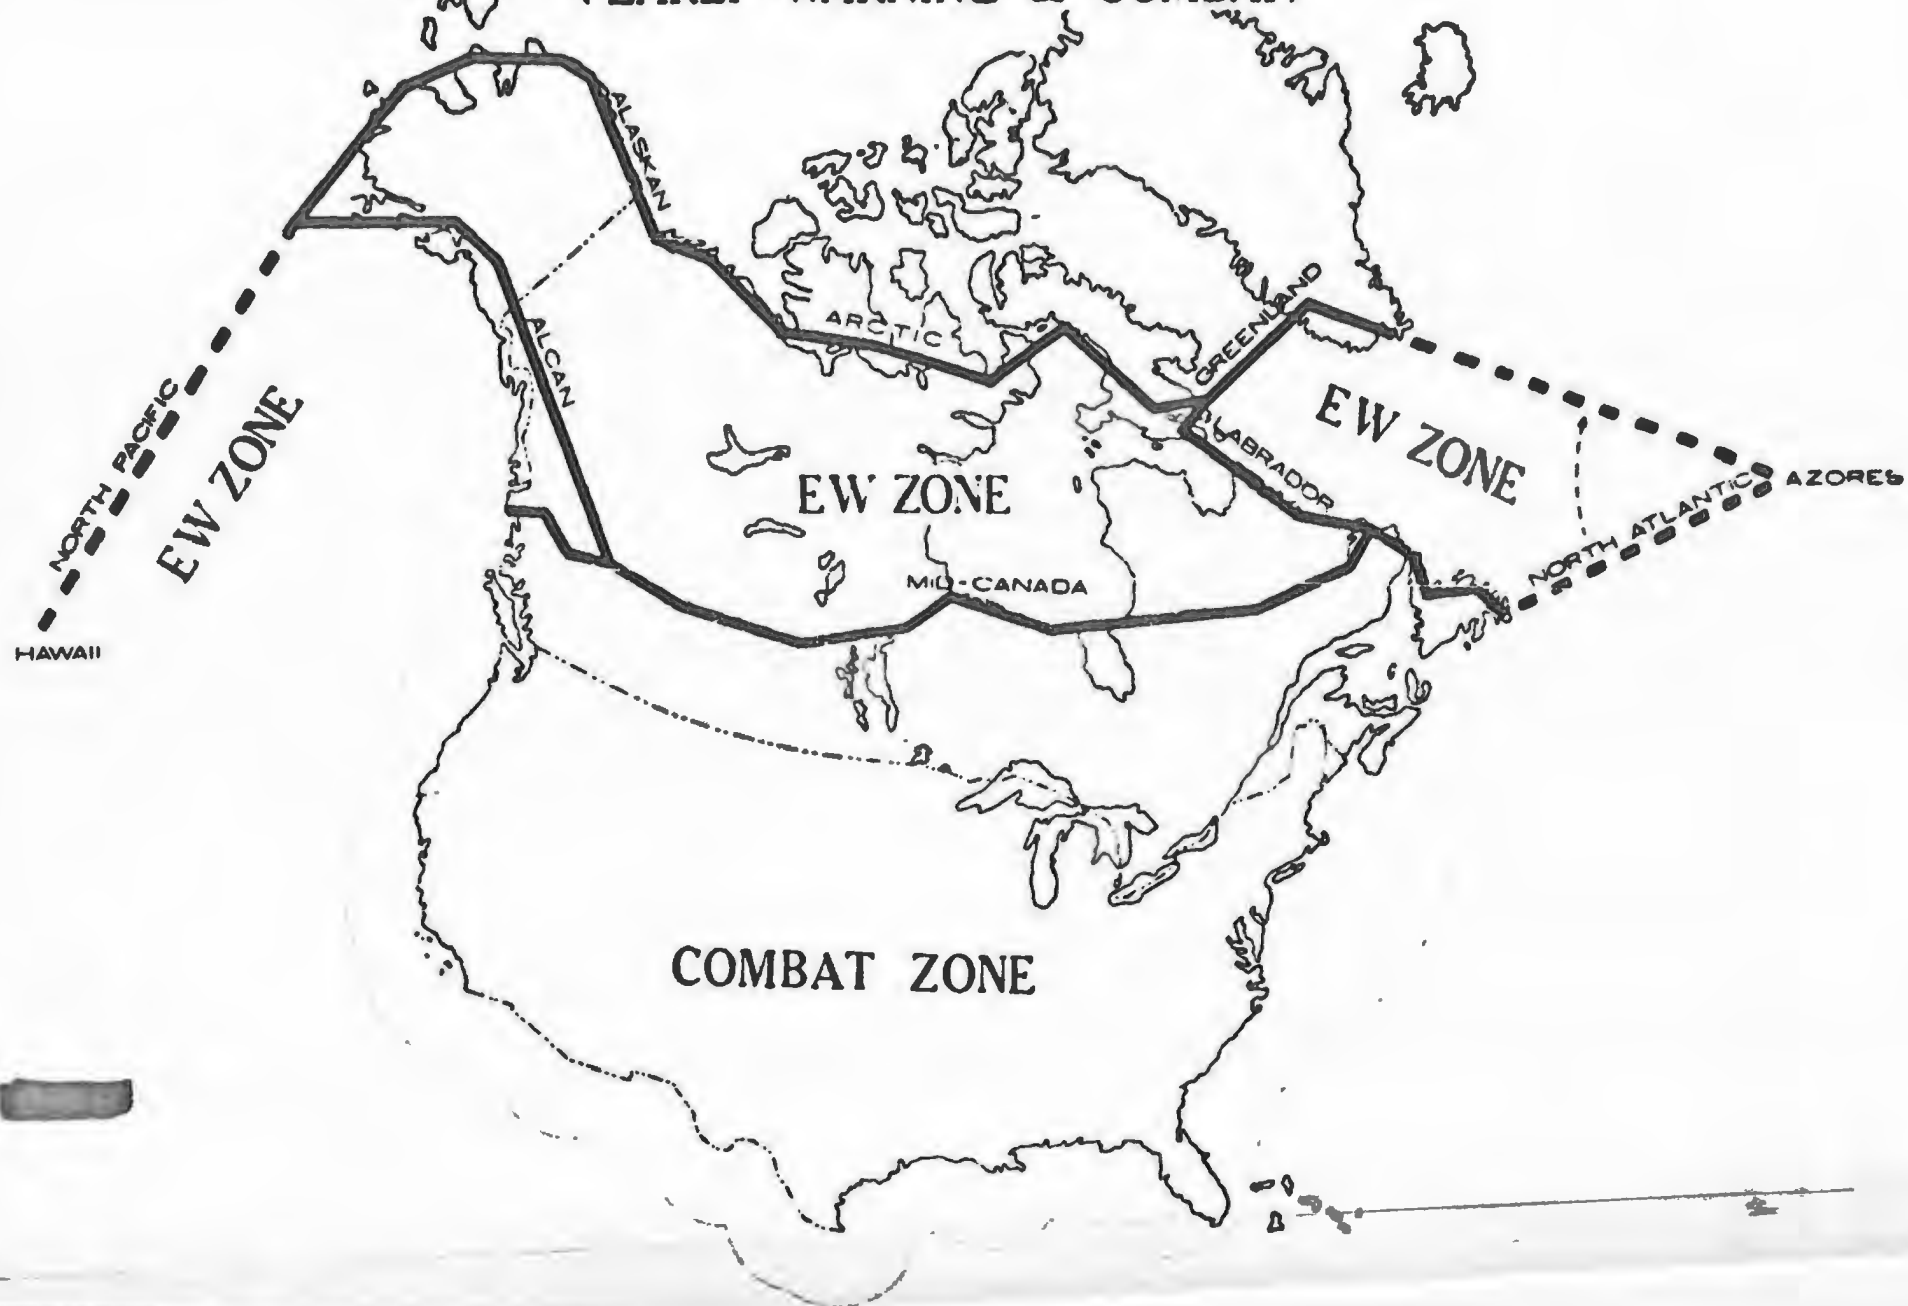 ALASKAN
ARCTIC
GREENLAND
ALCAN
LABRADOR
NORTH PACIFIC
EW ZONE
EW ZONE
EW ZONE
NORTH ATLANTIC
AZORES
MID-CANADA
HAWAII
COMBAT ZONE